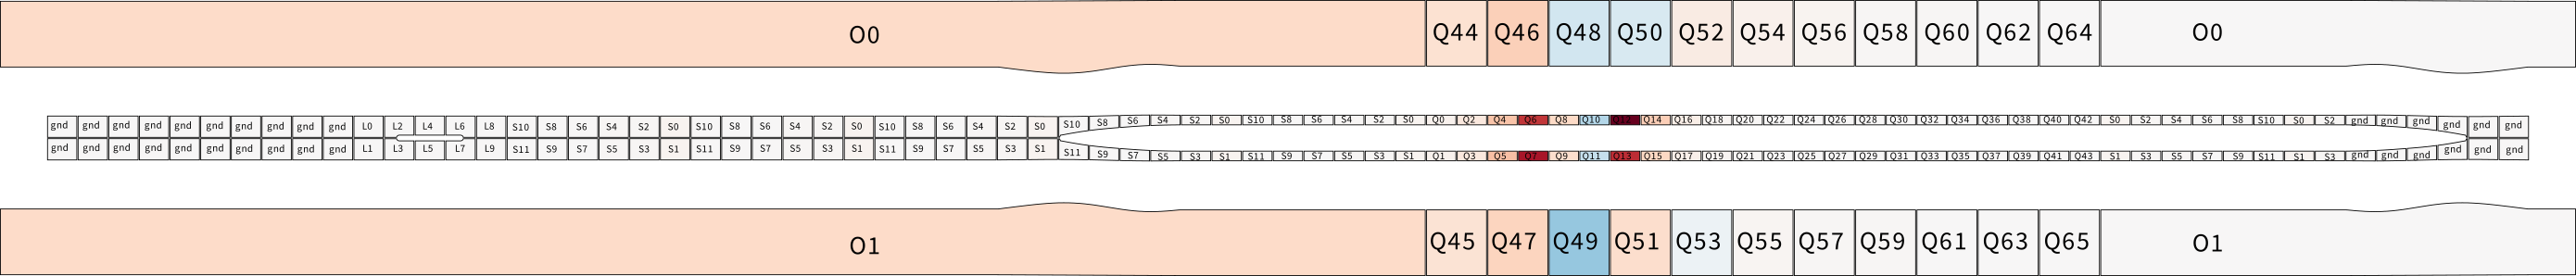 O0 Q44 Q46 Q48 Q50 Q52 Q54 Q56 Q58 Q60 Q62 Q64 O0
gnd gnd gnd gnd gnd gnd gnd gnd gnd gnd L0 L2 L4 L6 L8 S10 S8 S6 S4 S2 S0 S10 S8 S6 S4 S2 S0 S10 S8 S6 S4 S2 S0 S10 S8 S6 S4 S2 S0 S10 S8 S6 S4 S2 S0 Q0 Q2 Q4 Q6 Q8 Q10 Q12 Q14 Q16 Q18 Q20 Q22 Q24 Q26 Q28 Q30 Q32 Q34 Q36 Q38 Q40 Q42 S0 S2 S4 S6 S8 S10 S0 S2 gnd gnd gnd gnd gnd gnd
gnd gnd gnd gnd gnd gnd gnd gnd gnd gnd L1 L3 L5 L7 L9 S11 S9 S7 S5 S3 S1 S11 S9 S7 S5 S3 S1 S11 S9 S7 S5 S3 S1 S11 S9 S7 S5 S3 S1 S11 S9 S7 S5 S3 S1 Q1 Q3 Q5 Q7 Q9 Q11 Q13 Q15 Q17 Q19 Q21 Q23 Q25 Q27 Q29 Q31 Q33 Q35 Q37 Q39 Q41 Q43 S1 S3 S5 S7 S9 S11 S1 S3 gnd gnd gnd gnd gnd gnd
O1 Q45 Q47 Q49 Q51 Q53 Q55 Q57 Q59 Q61 Q63 Q65 O1